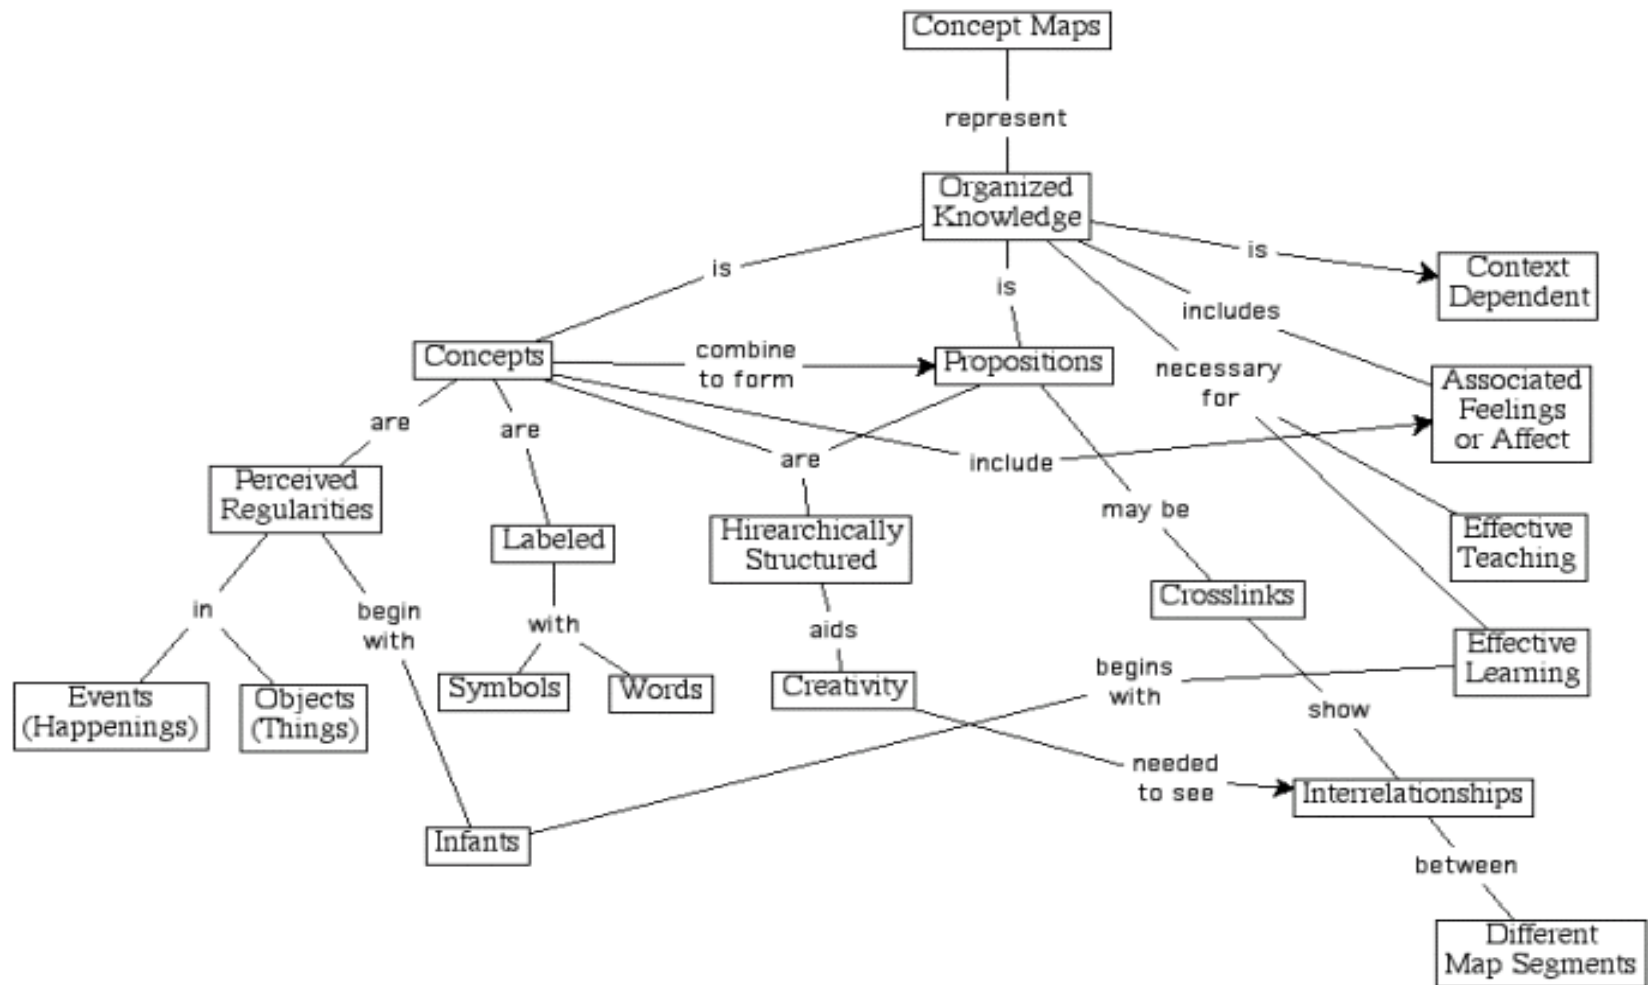 Concept Maps
represent
Organized
Knowledge
is
is
is
Context
Dependent
includes
Concepts
combine
to form
Propositions
necessary
for
Associated
Feelings
or Affect
are
are
are
include
Perceived
Regularities
may be
Labeled
Hirearchically
Structured
Effective
Teaching
Crosslinks
in
begin
with
with
aids
Effective
Learning
begins
with
Events
(Happenings)
Objects
(Things)
Symbols
Words
Creativity
show
needed
to see
Interrelationships
Infants
between
Different
Map Segments